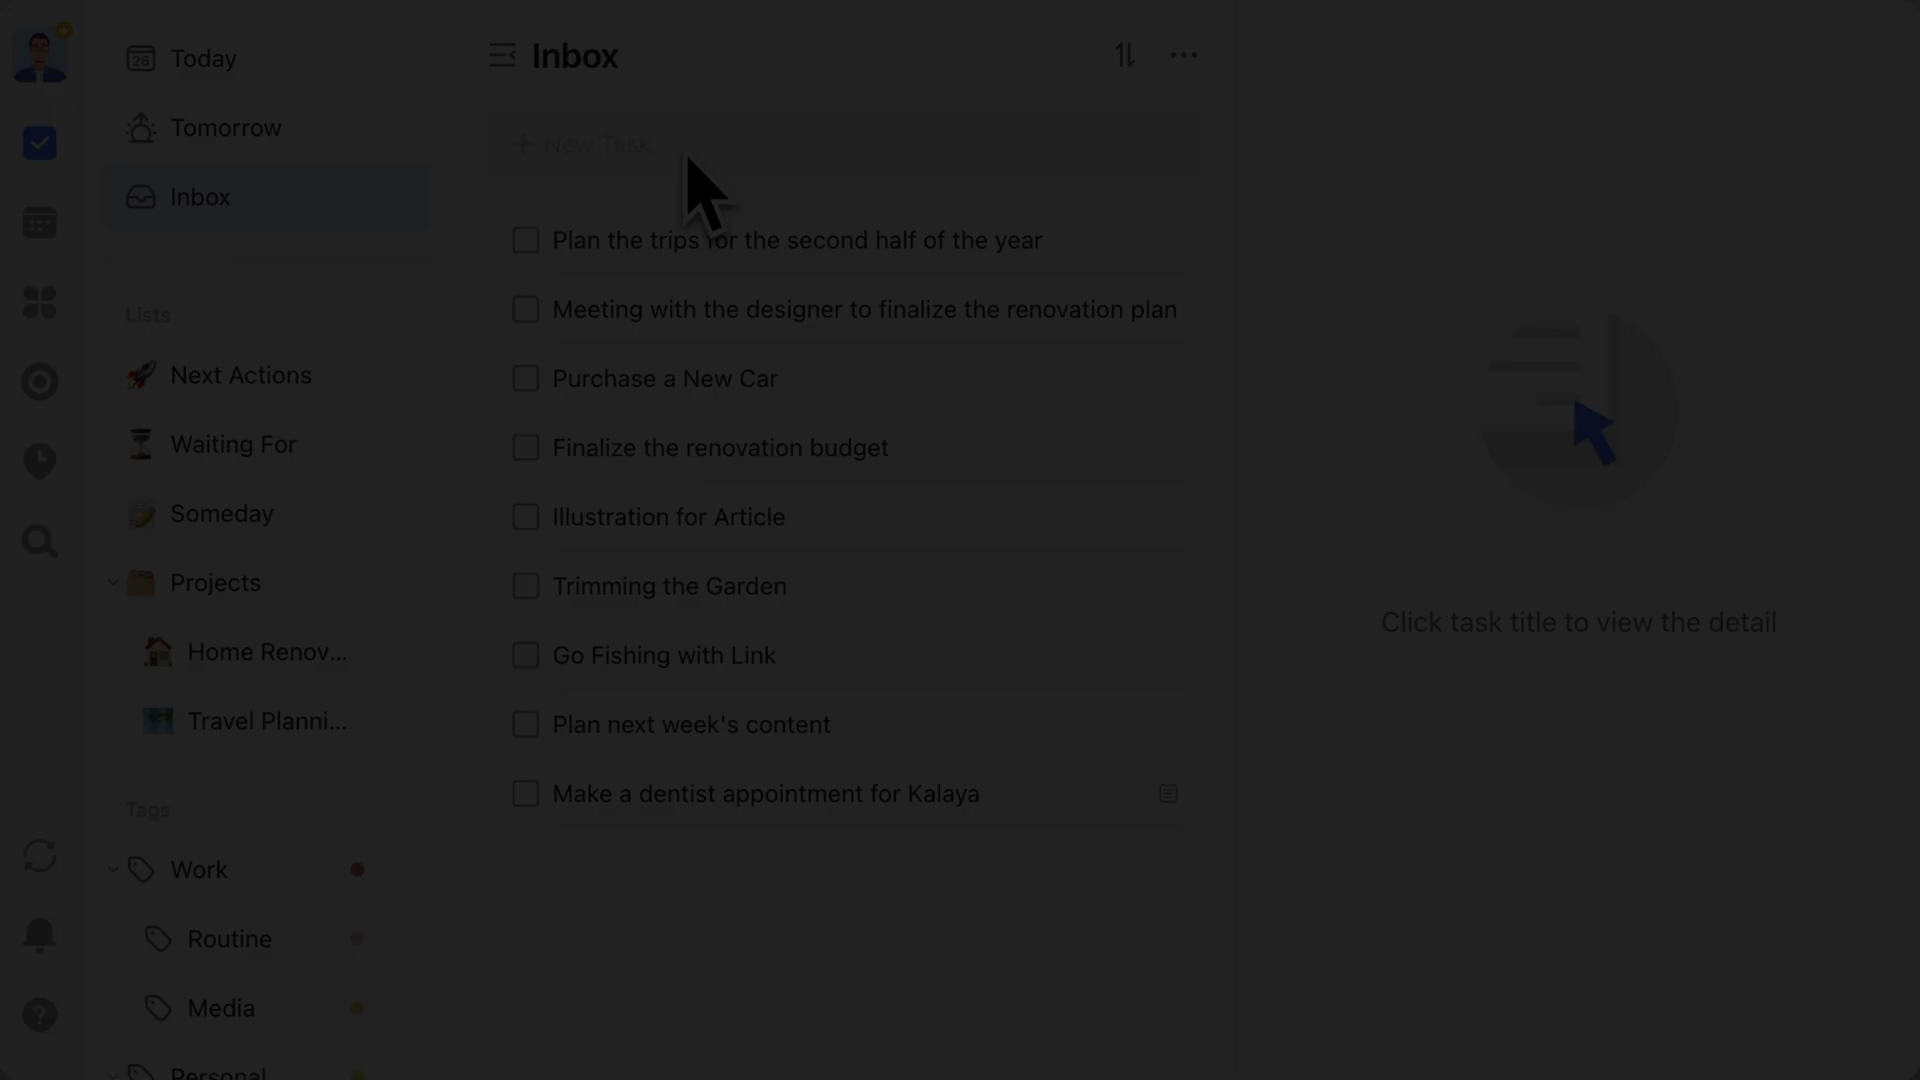 26
Today
Tomorrow
Inbox
Lists
Next Actions
Waiting For
Someday
Projects
Home Renov...
Travel Planni...
Tags
Work
Routine
Media
Personal
Inbox
+ New Task
Plan the trips for the second half of the year
Meeting with the designer to finalize the renovation plan
Purchase a New Car
Finalize the renovation budget
Illustration for Article
Trimming the Garden
Go Fishing with Link
Plan next week's content
Make a dentist appointment for Kalaya
Click task title to view the detail